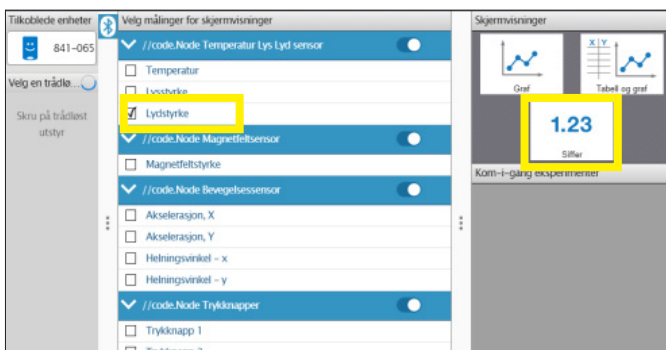 Tilkoblede enheter
841-065
Velg en trådlø...
Skru på trådløst
utstyr
Velg målinger for skjermvisninger
//code.Node Temperatur Lys Lyd sensor
Temperatur
Lysstyrke
Lydstyrke
//code.Node Magnetfeltsensor
Magnetfeltstyrke
//code.Node Bevegelsessensor
Akselerasjon, X
Akselerasjon, Y
Helningsvinkel – x
Helningsvinkel – y
//code.Node Trykknapper
Trykknapp 1
Skjermvisninger
Graf
X Y
Tabell og graf
1.23
Siffer
Kom-i-gang eksperimenter